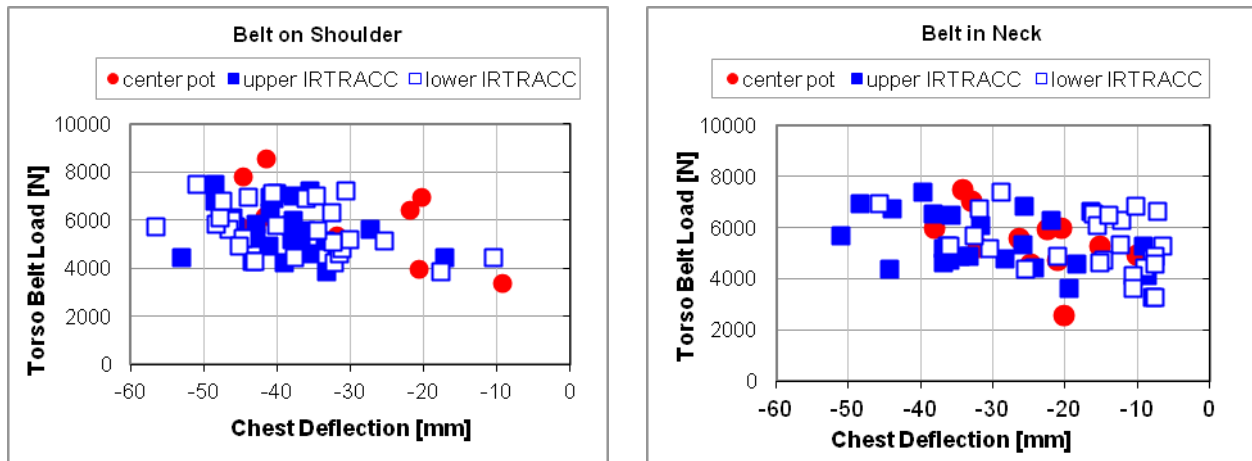 Belt on Shoulder
center pot upper IRTRACC lower IRTRACC
Torso Belt Load [N]
10000
8000
6000
4000
2000
0
-60 -50 -40 -30 -20 -10 0
Chest Deflection [mm]
Belt in Neck
center pot upper IRTRACC lower IRTRACC
Torso Belt Load [N]
10000
8000
6000
4000
2000
0
-60 -50 -40 -30 -20 -10 0
Chest Deflection [mm]